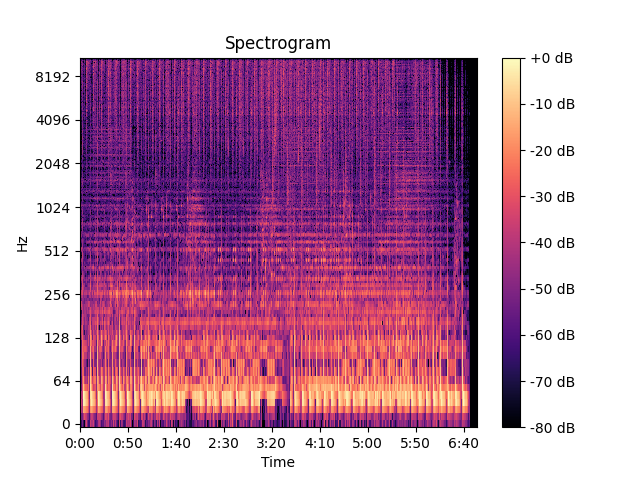 Spectrogram
Hz
8192
4096
2048
1024
512
256
128
64
0
0:00 0:50 1:40 2:30 3:20 4:10 5:00 5:50 6:40
Time
+0 dB
-10 dB
-20 dB
-30 dB
-40 dB
-50 dB
-60 dB
-70 dB
-80 dB